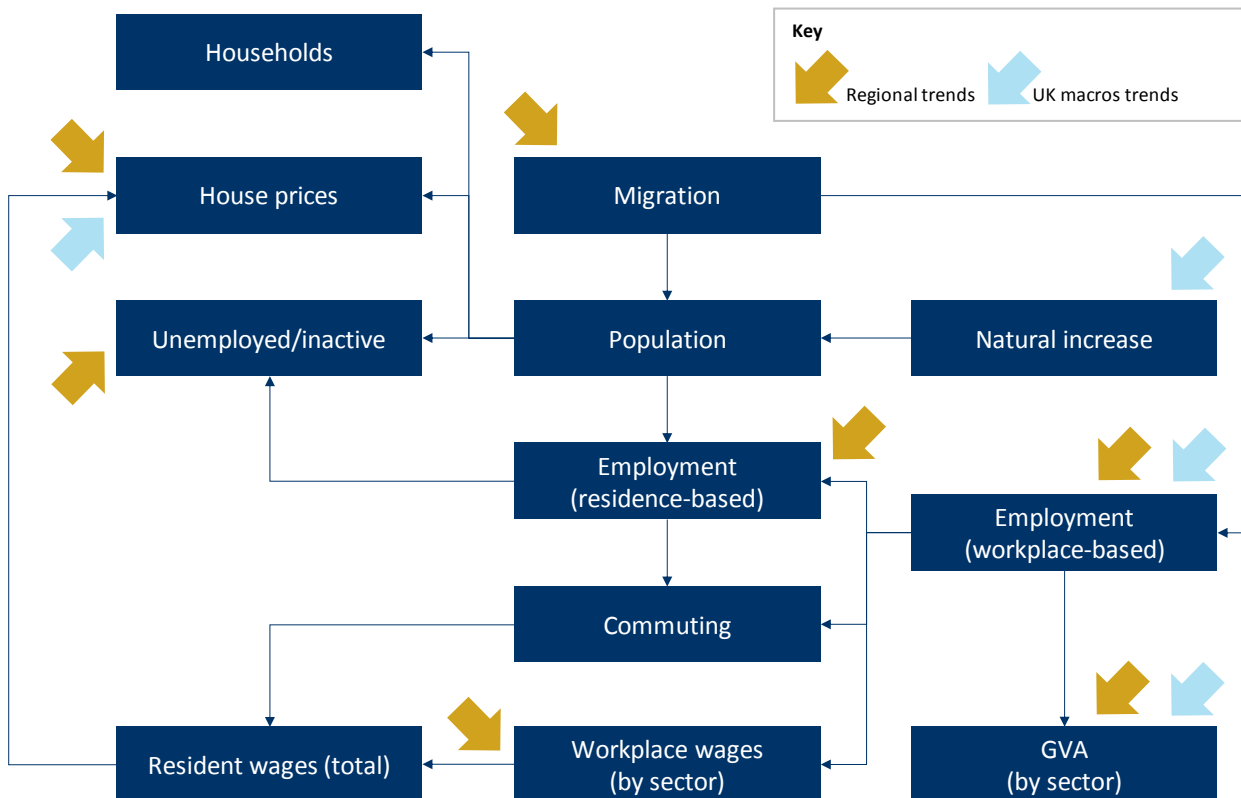 Households
Key
Regional trends
UK macros trends
House prices
Migration
Unemployed/inactive
Population
Natural increase
Employment
(residence-based)
Employment
(workplace-based)
Commuting
Resident wages (total)
Workplace wages
(by sector)
GVA
(by sector)